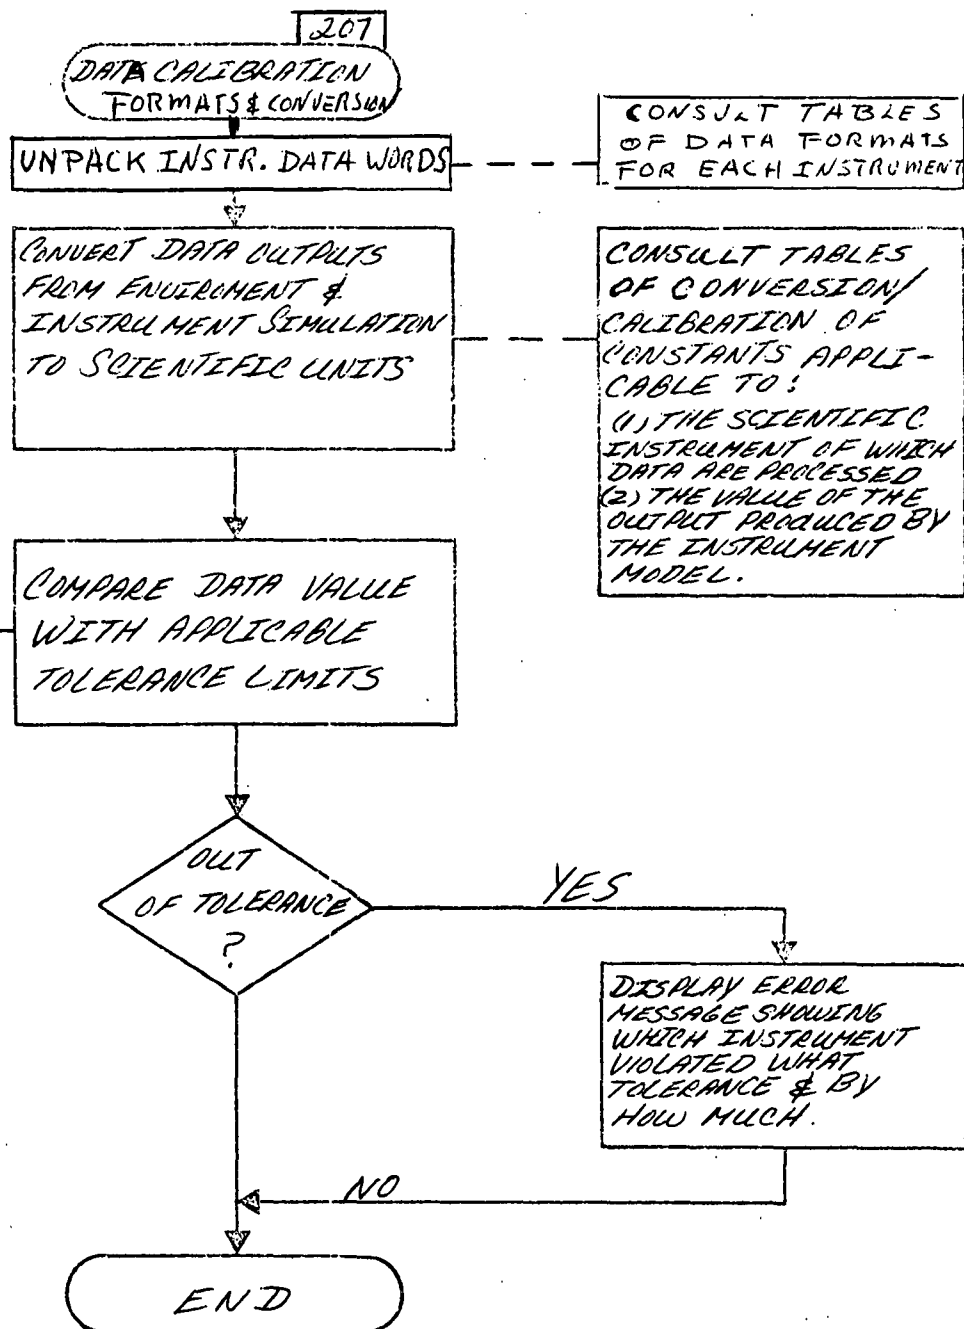 207
DATA CALIBRATION
FORMATS & CONVERSION
UNPACK INSTR. DATA WORDS
CONSULT TABLES
OF DATA FORMATS
FOR EACH INSTRUMENT
CONVERT DATA OUTPUTS
FROM ENVIROMENT &
INSTRUMENT SIMULATION
TO SCIENTIFIC UNITS
CONSULT TABLES
OF CONVERSION/
CALIBRATION OF
CONSTANTS APPLI-
CABLE TO:
(1) THE SCIENTIFIC
INSTRUMENT OF WHICH
DATA ARE PROCESSED
(2) THE VALUE OF THE
OUTPUT PRODUCED BY
THE INSTRUMENT
MODEL.
COMPARE DATA VALUE
WITH APPLICABLE
TOLERANCE LIMITS
OUT
OF TOLERANCE
?
YES
DISPLAY ERROR
MESSAGE SHOWING
WHICH INSTRUMENT
VIOLATED WHAT
TOLERANCE & BY
HOW MUCH.
NO
END